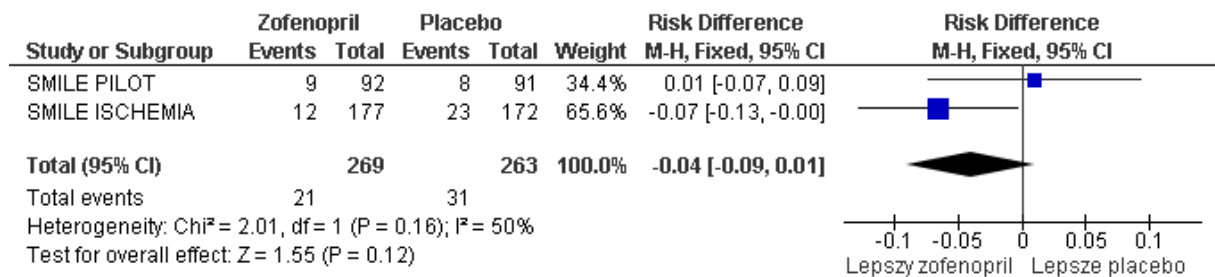 Zofenopril Placebo Risk Difference Risk Difference
Study or Subgroup Events Total Events Total Weight M-H, Fixed, 95% CI M-H, Fixed, 95% CI
SMILE PILOT 9 92 8 91 34.4% 0.01 [-0.07, 0.09]
SMILE ISCHEMIA 12 177 23 172 65.6% -0.07 [-0.13, -0.00]
Total (95% CI) 269 263 100.0% -0.04 [-0.09, 0.01]
Total events 21 31
Heterogeneity: Chi² = 2.01, df = 1 (P = 0.16); I² = 50%
Test for overall effect: Z = 1.55 (P = 0.12)
-0.1 -0.05 0 0.05 0.1
Lepszy zofenopril Lepsze placebo